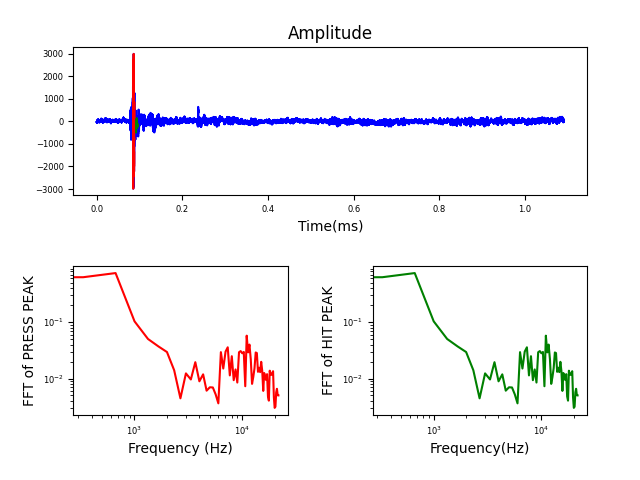 Amplitude
3000
2000
1000
0
−1000
−2000
−3000
0.0 0.2 0.4 0.6 0.8 1.0
Time(ms)
FFT of PRESS PEAK
10⁻¹
10⁻²
10³ 10⁴
Frequency (Hz)
FFT of HIT PEAK
10⁻¹
10⁻²
10³ 10⁴
Frequency(Hz)